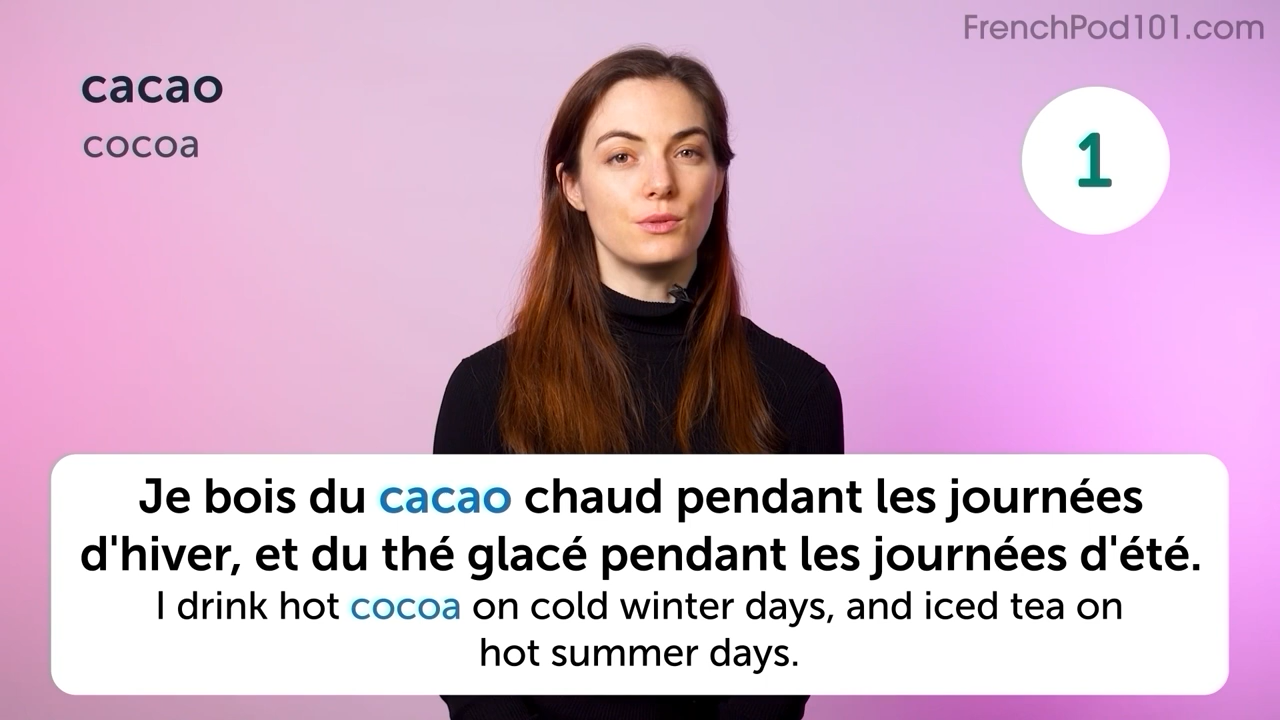 FrenchPod101.com
cacao
cocoa
1
Je bois du cacao chaud pendant les journées
d'hiver, et du thé glacé pendant les journées d'été.
I drink hot cocoa on cold winter days, and iced tea on
hot summer days.